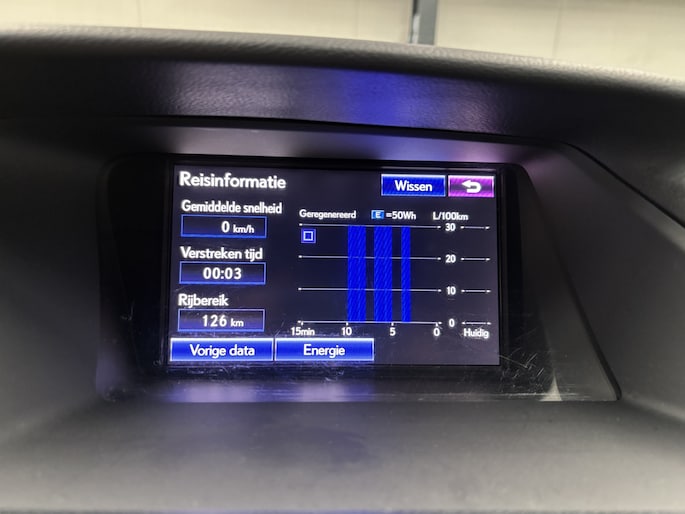 Reisinformatie
Wissen
Gemiddelde snelheid
0 km/h
Verstreken tijd
00:03
Rijbereik
126 km
Geregenereerd
E =50Wh
L/100km
30
20
10
0
15min
10
5
0
Huidig
Vorige data
Energie